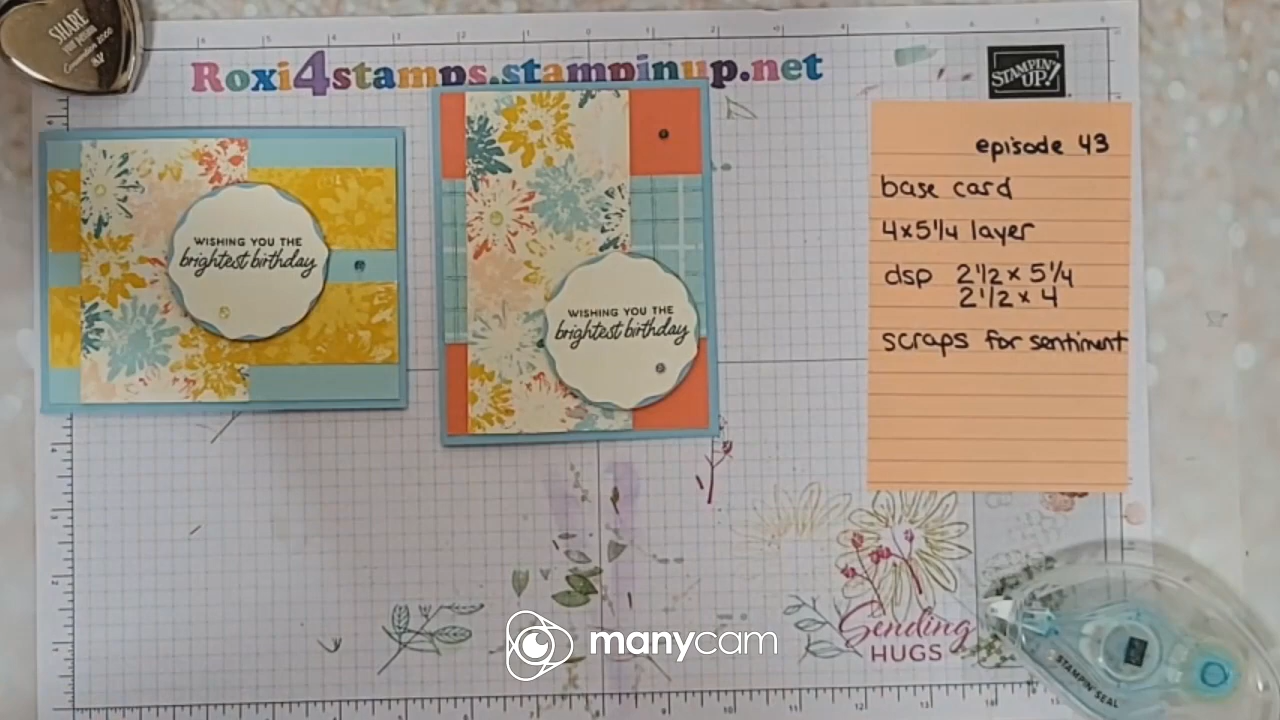 SHARE
Roxi4stamps.stampinup.net
STAMPIN' UP!
WISHING YOU THE
brightest birthday
WISHING YOU THE
brightest birthday
episode 43
base card
4x5 1/4 layer
dsp 2 1/2 x 5 1/4
2 1/2 x 4
scraps for sentiment
Sending
HUGS
STAMPIN' SEAL
manycam